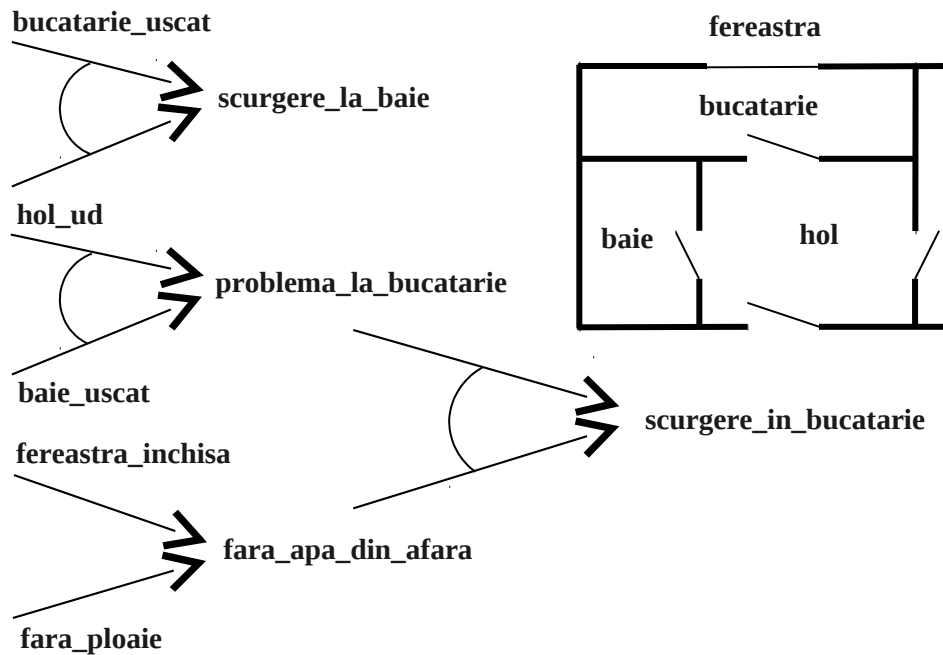 bucatarie_uscat
scurgere_la_baie
hol_ud
problema_la_bucatarie
baie_uscat
fereastra_inchisa
fara_apa_din_afara
fara_ploaie
scurgere_in_bucatarie
fereastra
bucatarie
baie
hol